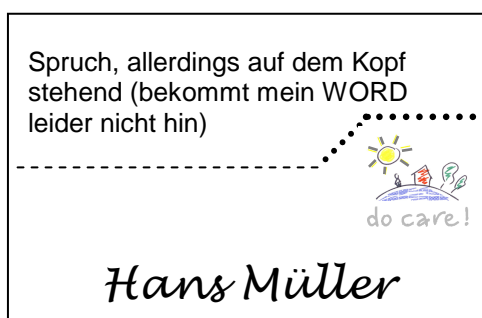 Spruch, allerdings auf dem Kopf
stehend (bekommt mein WORD
leider nicht hin)
do care!
Hans Müller